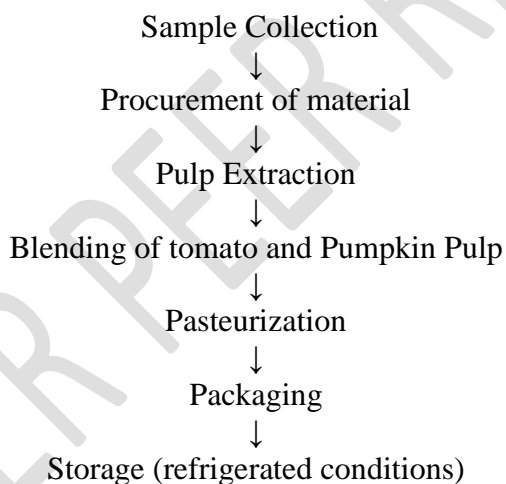 Sample Collection
↓
Procurement of material
↓
Pulp Extraction
↓
Blending of tomato and Pumpkin Pulp
↓
Pasteurization
↓
Packaging
↓
Storage (refrigerated conditions)